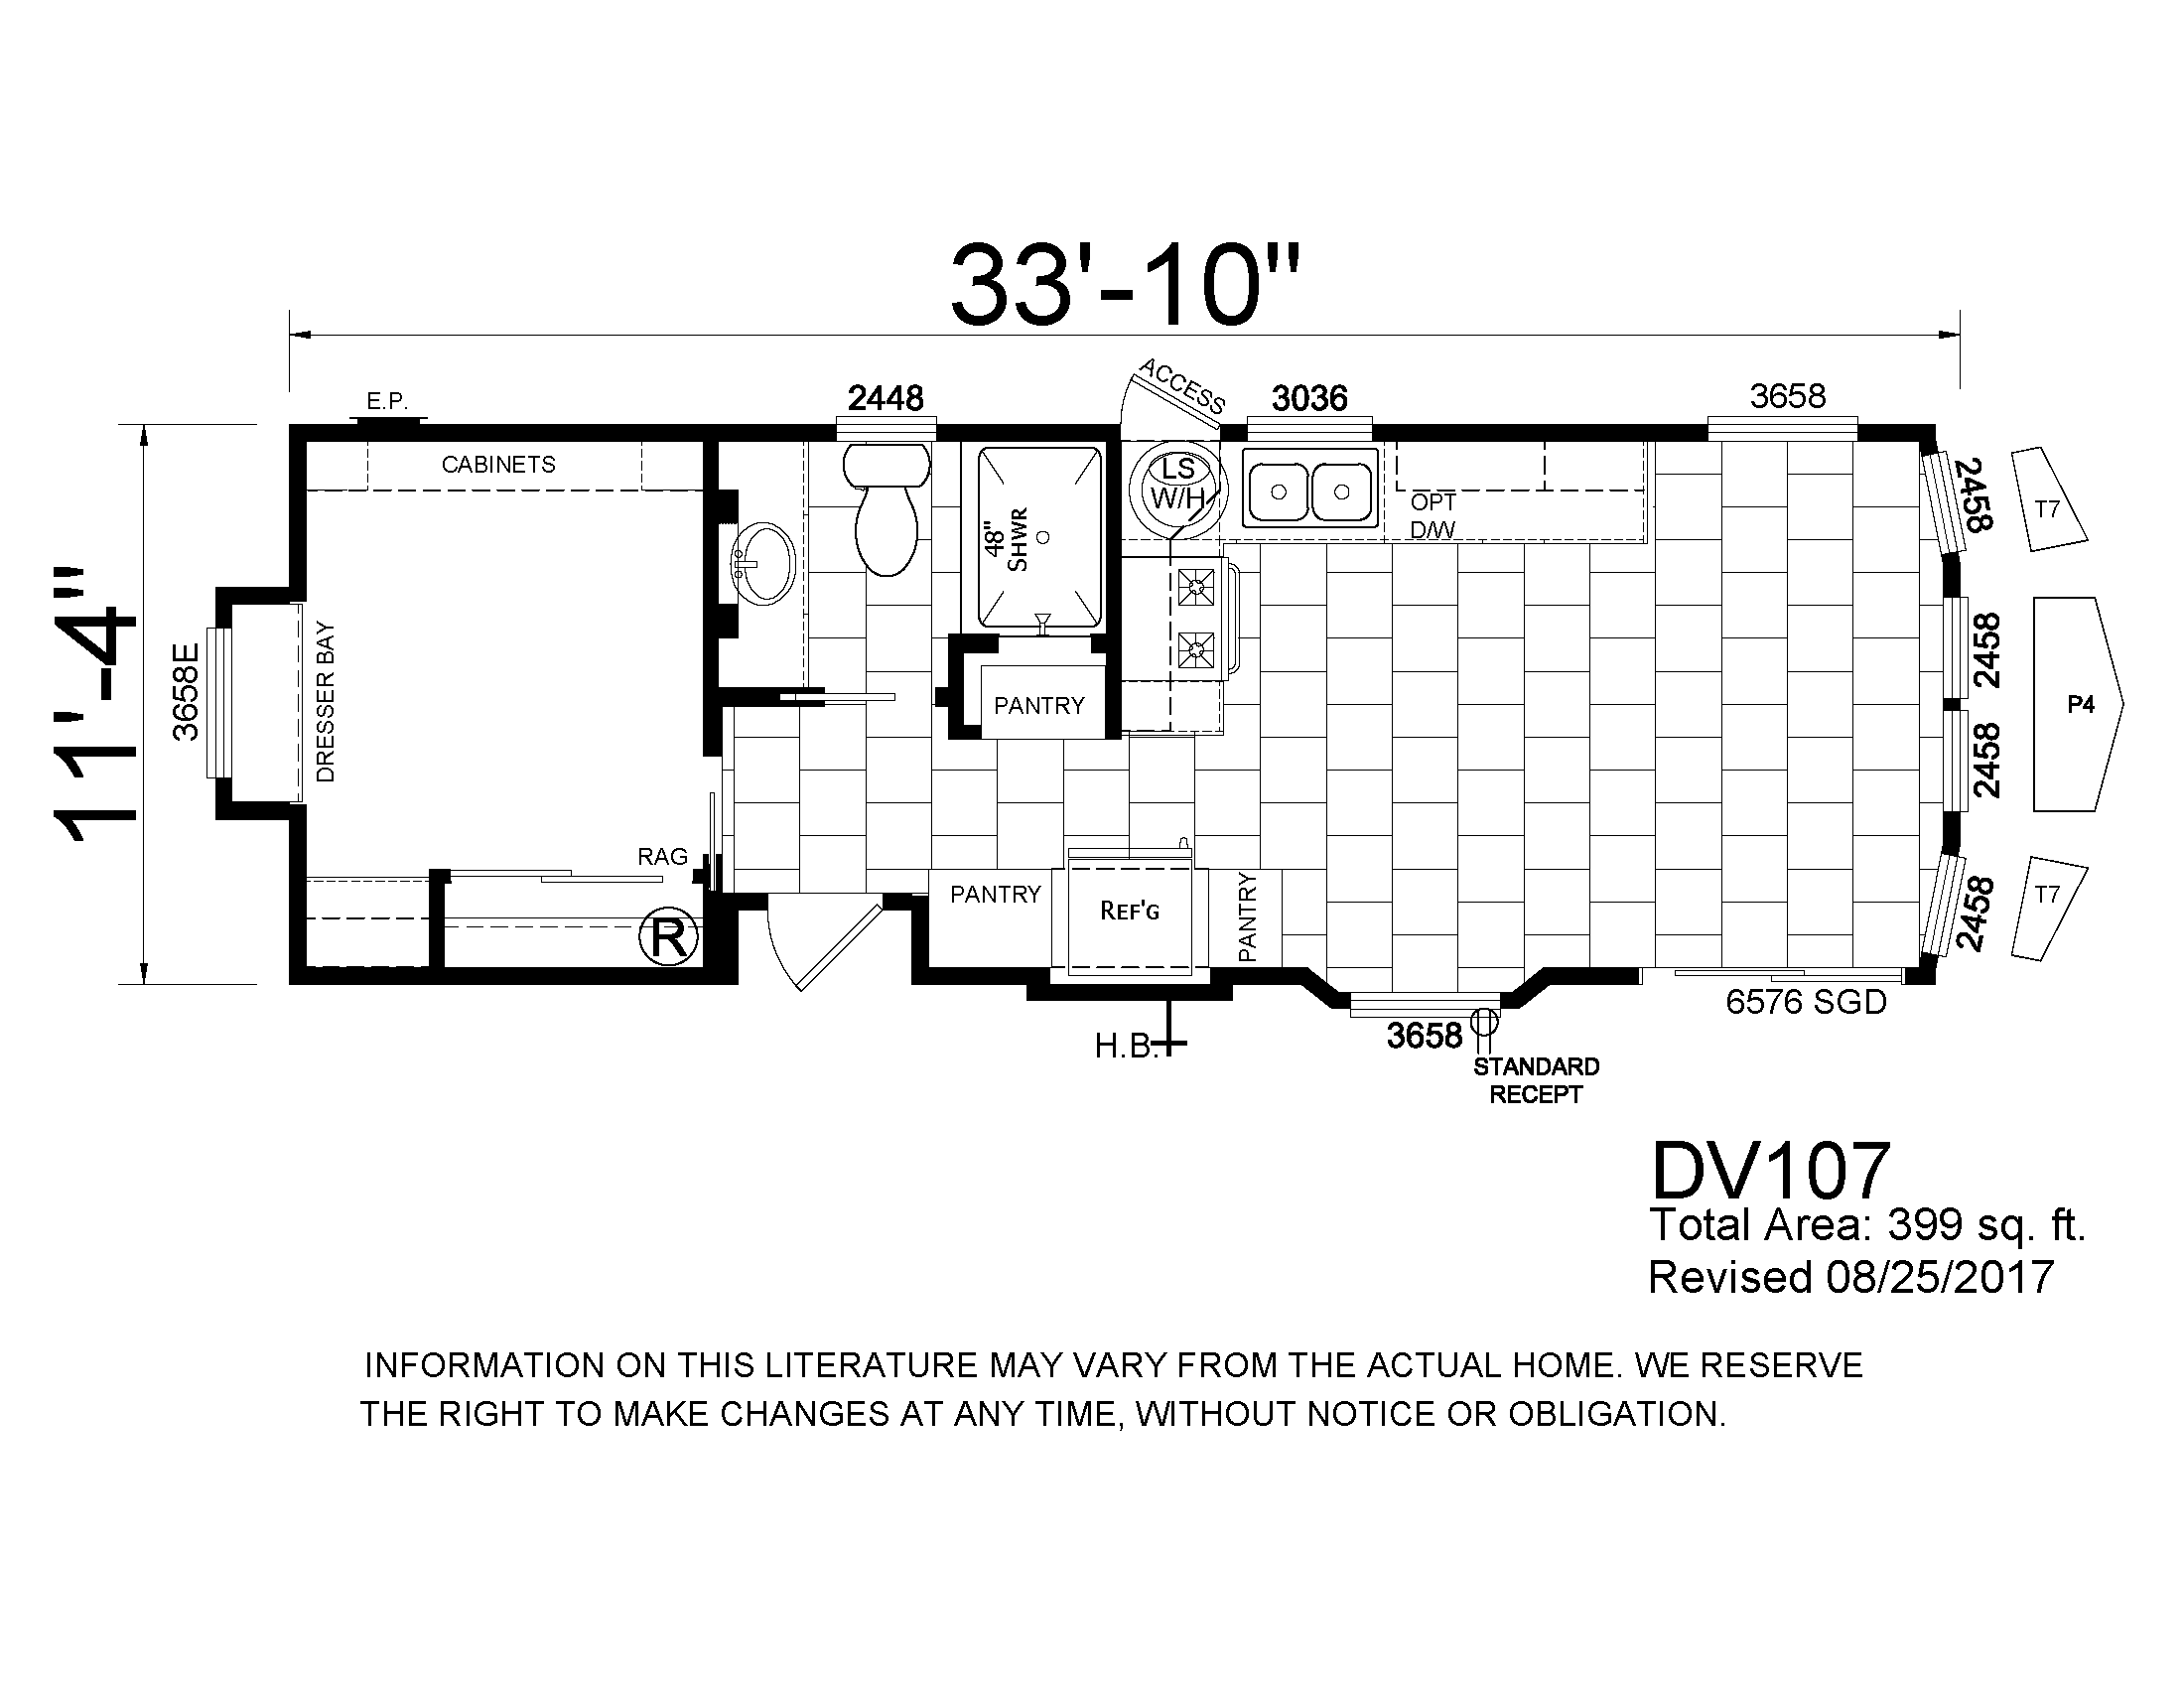 33'-10"
ACCESS
E.P.
2448
3036
3658
CABINETS
LS
W/H
OPT
D/W
2458
T7
48"
SHWR
11'-4"
3658E
DRESSER BAY
PANTRY
2458
P4
2458
RAG
PANTRY
REF'G
PANTRY
2458
T7
R
6576 SGD
H.B.
3658
STANDARD
RECEPT
DV107
Total Area: 399 sq. ft.
Revised 08/25/2017
INFORMATION ON THIS LITERATURE MAY VARY FROM THE ACTUAL HOME. WE RESERVE
THE RIGHT TO MAKE CHANGES AT ANY TIME, WITHOUT NOTICE OR OBLIGATION.